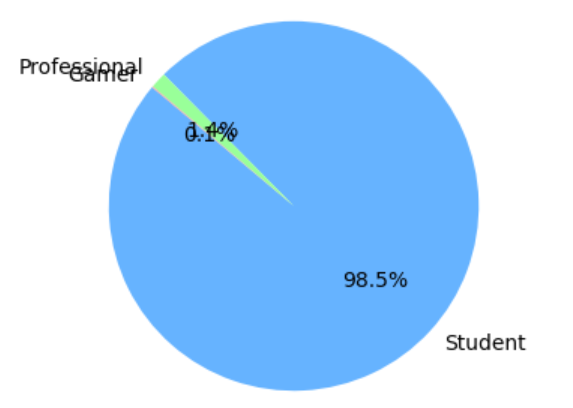 Professional
Gamer
1.4%
0.1%
98.5%
Student